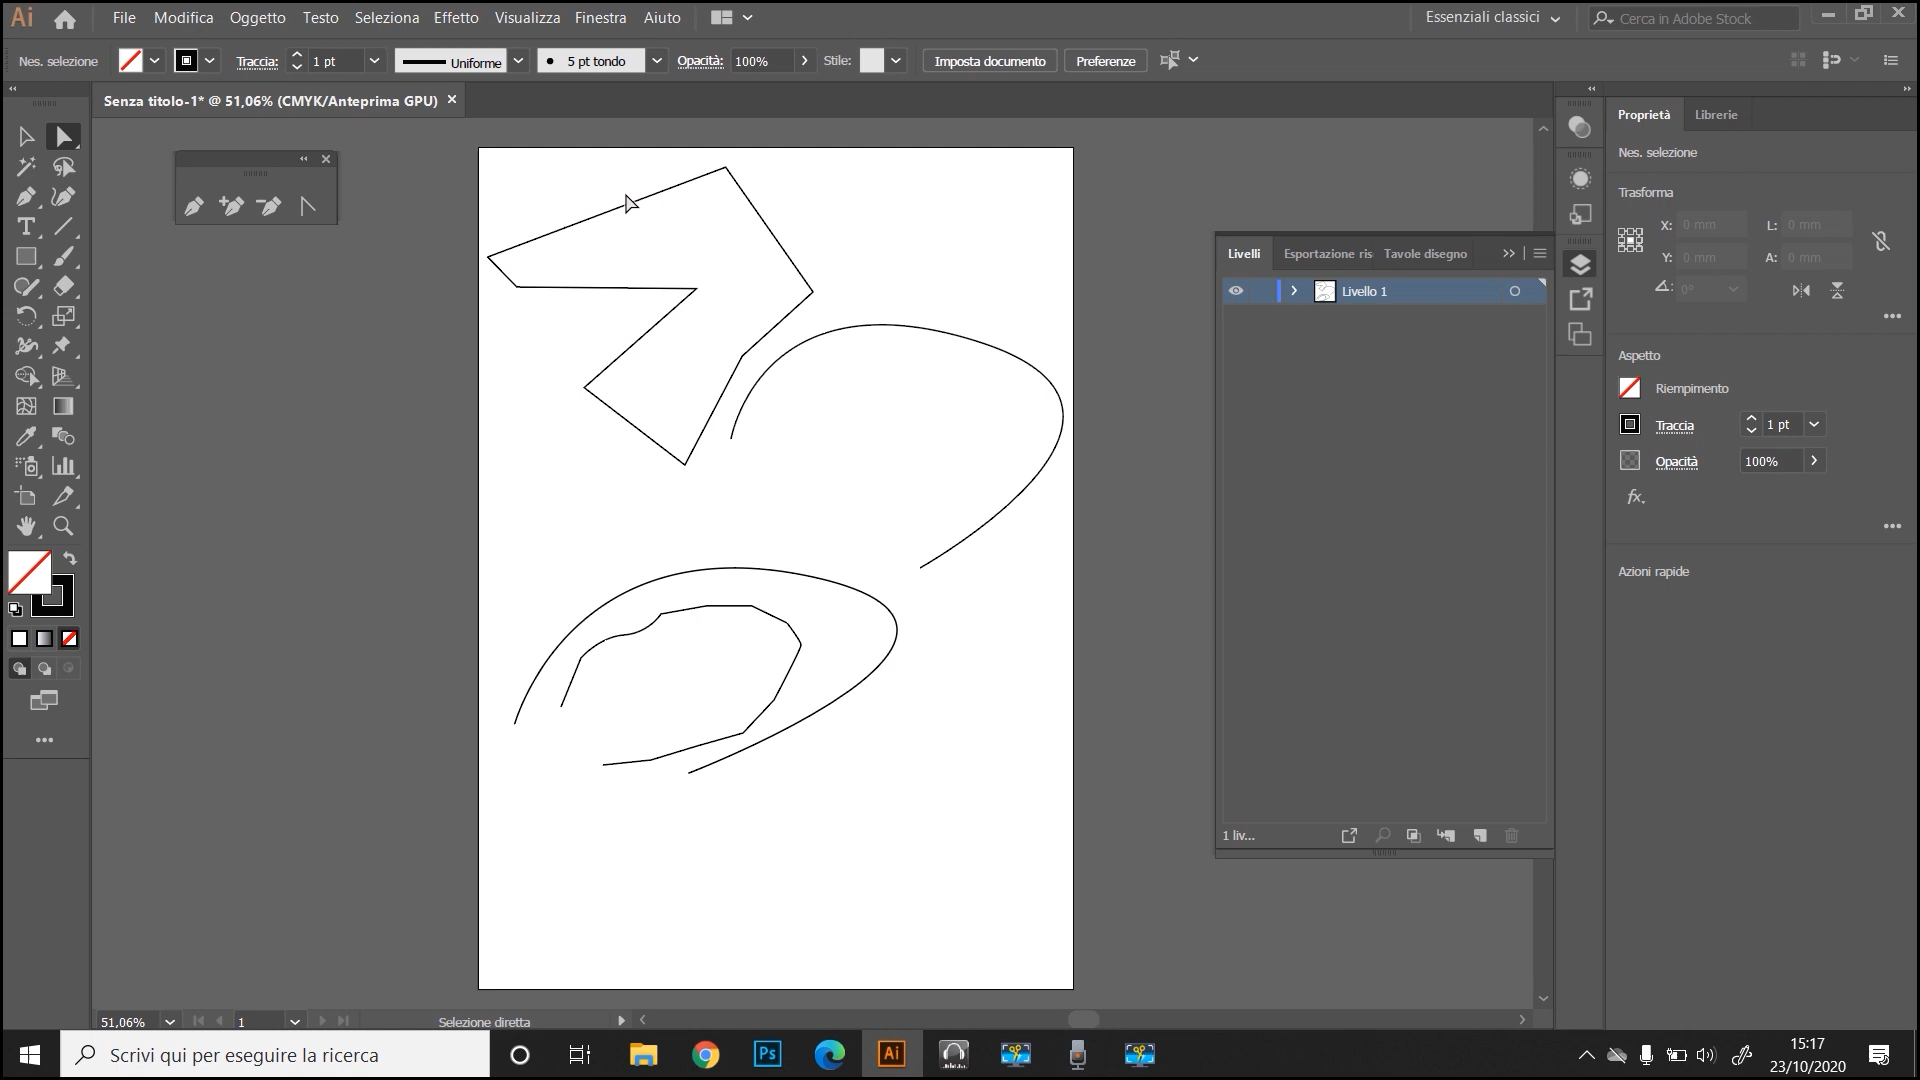 Ai File Modifica Oggetto Testo Seleziona Effetto Visualizza Finestra Aiuto Essenziali classici Cerca in Adobe Stock
Nes. selezione Traccia: 1 pt Uniforme 5 pt tondo Opacità: 100% Stile: Imposta documento Preferenze
Senza titolo-1* @ 51,06% (CMYK/Anteprima GPU)
Proprietà Librerie
Nes. selezione
Trasforma
X: 0 mm L: 0 mm
Y: 0 mm A: 0 mm
0°
Livelli Esportazione ris Tavole disegno
Livello 1
Aspetto
Riempimento
Traccia 1 pt
Opacità 100%
fx.
Azioni rapide
1 liv...
51,06% 1 Selezione diretta
Scrivi qui per eseguire la ricerca
Ps
Ai
15:17
23/10/2020